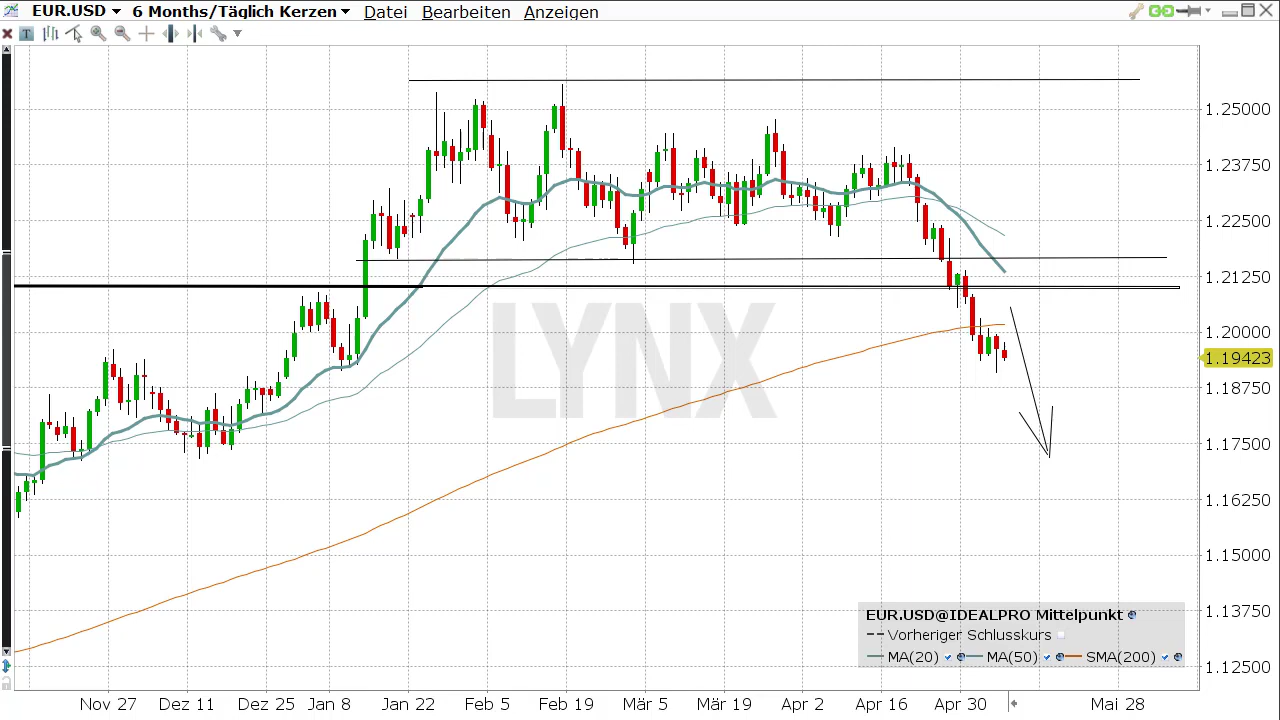 EUR.USD 6 Months/Täglich Kerzen Datei Bearbeiten Anzeigen
T
1.25000
1.23750
1.22500
1.21250
1.20000
1.19423
1.18750
1.17500
1.16250
1.15000
1.13750
1.12500
LYNX
EUR.USD@IDEALPRO Mittelpunkt
Vorheriger Schlusskurs
MA(20) MA(50) SMA(200)
Nov 27 Dez 11 Dez 25 Jan 8 Jan 22 Feb 5 Feb 19 Mär 5 Mär 19 Apr 2 Apr 16 Apr 30 Mai 28